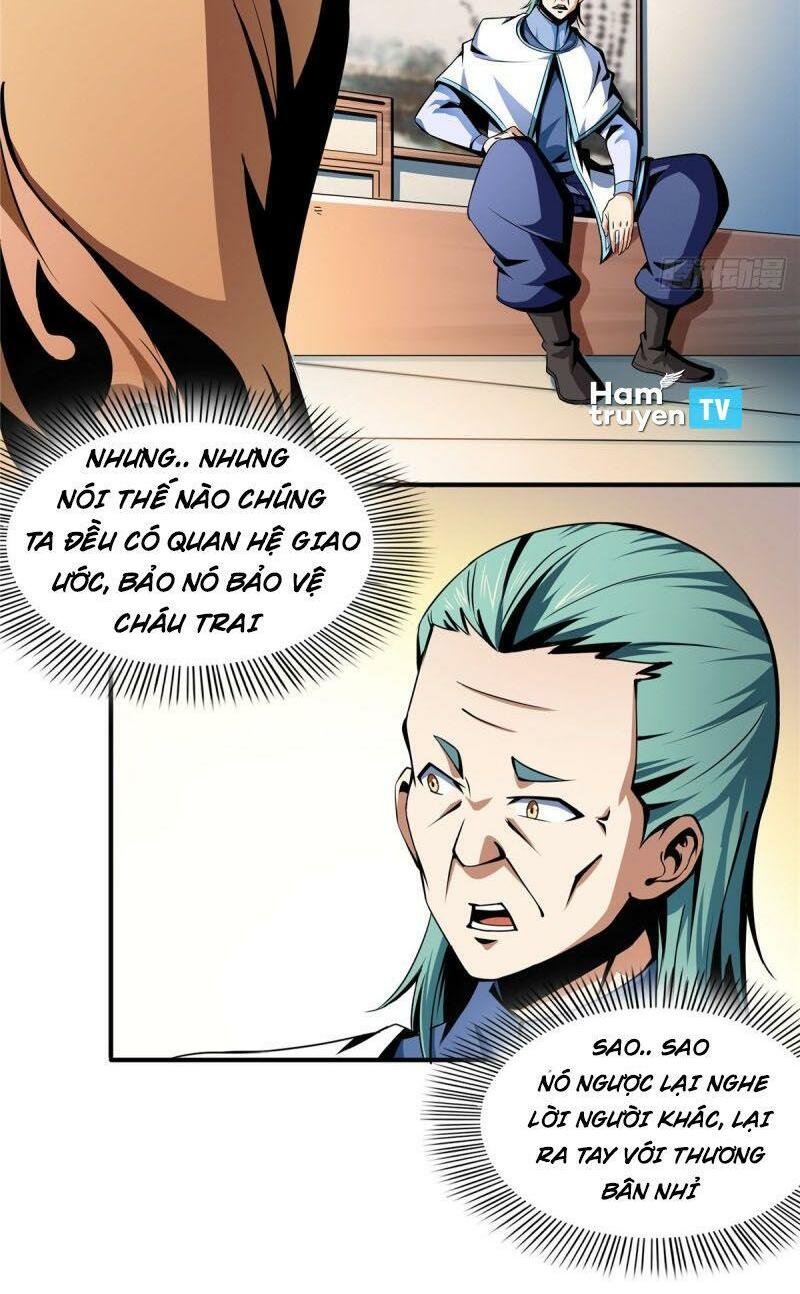 Ham
truyen TV
NHƯNG.. NHƯNG
NÓI THẾ NÀO CHÚNG
TA ĐỀU CÓ QUAN HỆ GIAO
ƯỚC, BẢO NÓ BẢO VỆ
CHÁU TRAI
SAO.. SAO
NÓ NGƯỢC LẠI NGHE
LỜI NGƯỜI KHÁC, LẠI
RA TAY VỚI THƯƠNG
BÂN NHỈ